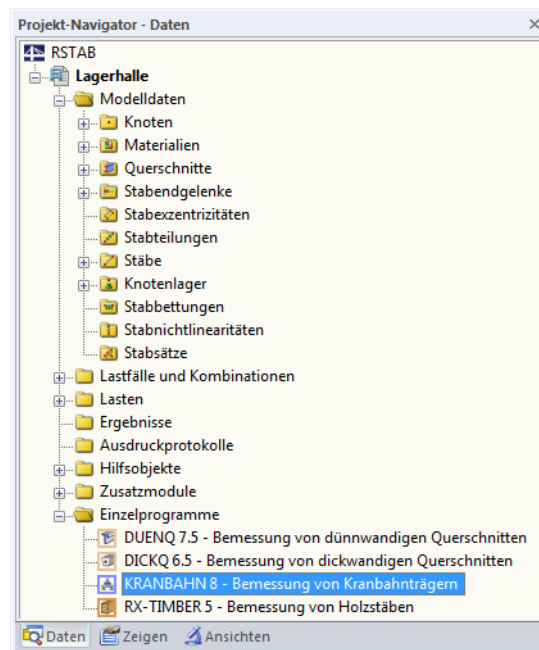 Projekt-Navigator - Daten
RSTAB
Lagerhalle
Modelldaten
Knoten
Materialien
Querschnitte
Stabendgelenke
Stabexzentrizitäten
Stabteilungen
Stäbe
Knotenlager
Stabbettungen
Stabnichtlinearitäten
Stabsätze
Lastfälle und Kombinationen
Lasten
Ergebnisse
Ausdruckprotokolle
Hilfsobjekte
Zusatzmodule
Einzelprogramme
DUENQ 7.5 - Bemessung von dünnwandigen Querschnitten
DICKQ 6.5 - Bemessung von dickwandigen Querschnitten
KRANBAHN 8 - Bemessung von Kranbahnträgern
RX-TIMBER 5 - Bemessung von Holzstäben
Daten Zeigen Ansichten